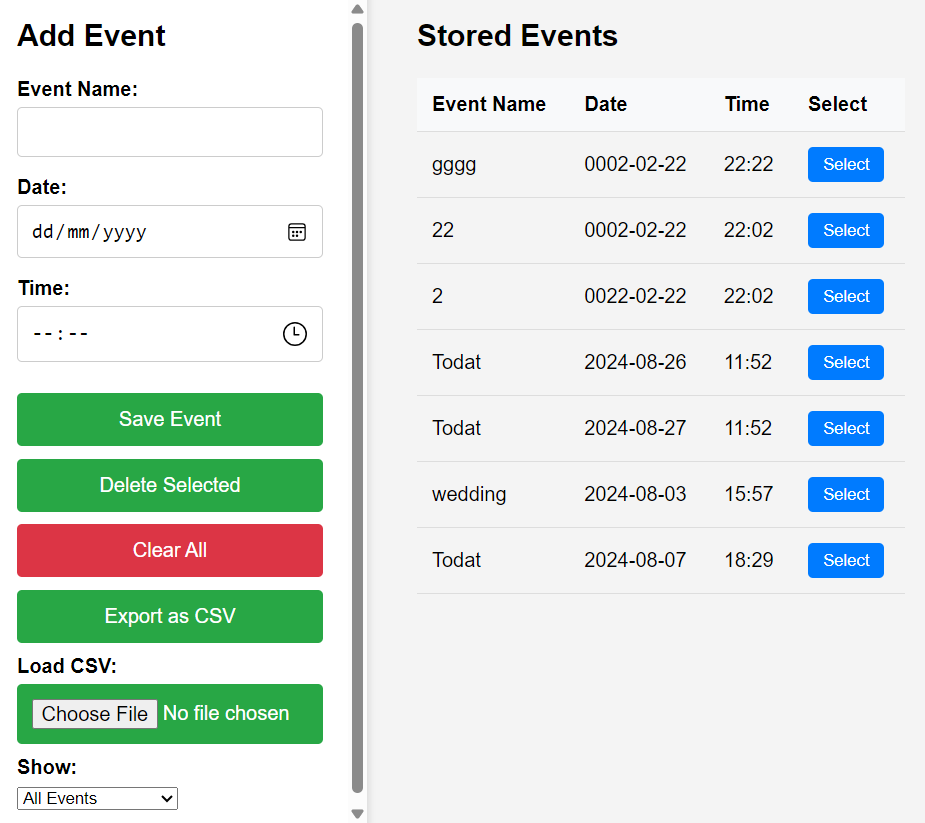 Add Event
Event Name:
Date:
dd/mm/yyyy
Time:
--:--
Save Event
Delete Selected
Clear All
Export as CSV
Load CSV:
Choose File No file chosen
Show:
All Events
Stored Events
Event Name Date Time Select
gggg 0002-02-22 22:22 Select
22 0002-02-22 22:02 Select
2 0022-02-22 22:02 Select
Todat 2024-08-26 11:52 Select
Todat 2024-08-27 11:52 Select
wedding 2024-08-03 15:57 Select
Todat 2024-08-07 18:29 Select